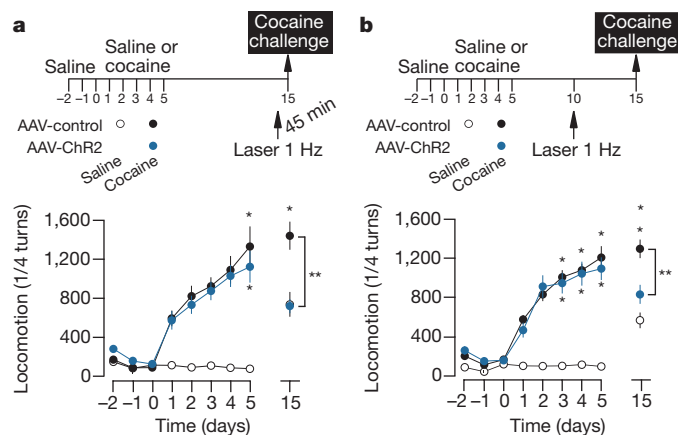 a
Cocaine
challenge
Saline or
cocaine
Saline
−2 −1 0 1 2 3 4 5 15
45 min
AAV-control
AAV-ChR2
Saline
Cocaine
Laser 1 Hz
Locomotion (1/4 turns)
1,600
1,200
800
400
0
* * *
**
−2 −1 0 1 2 3 4 5 15
Time (days)
b
Cocaine
challenge
Saline or
cocaine
Saline
−2 −1 0 1 2 3 4 5 10 15
AAV-control
AAV-ChR2
Saline
Cocaine
Laser 1 Hz
Locomotion (1/4 turns)
1,600
1,200
800
400
0
* * * * * * * *
**
−2 −1 0 1 2 3 4 5 15
Time (days)